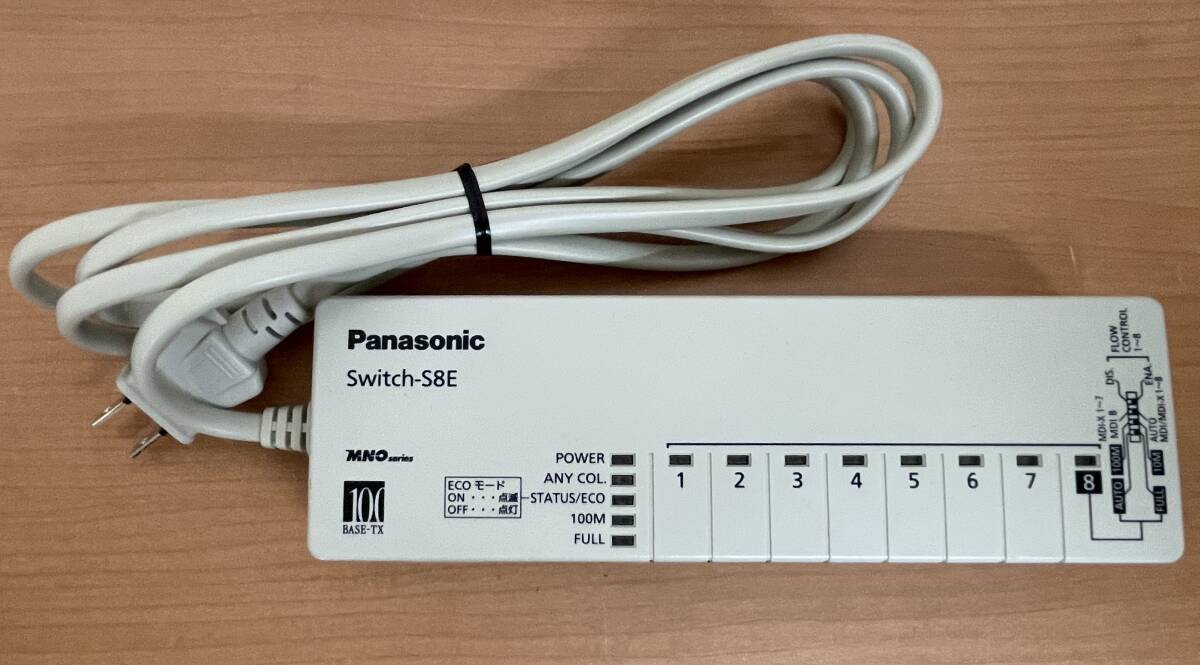 Panasonic
Switch-S8E
MNO series
100
BASE-TX
ECO モード
ON ・・・点滅
OFF ・・・点灯
POWER
ANY COL.
STATUS/ECO
100M
FULL
1
2
3
4
5
6
7
8
MDI-X 1~7
MDI 8
DIS.
FLOW
CONTROL
1~8
ENA.
AUTO
MDI/MDI-X 1~8
AUTO
100M
FULL
10M